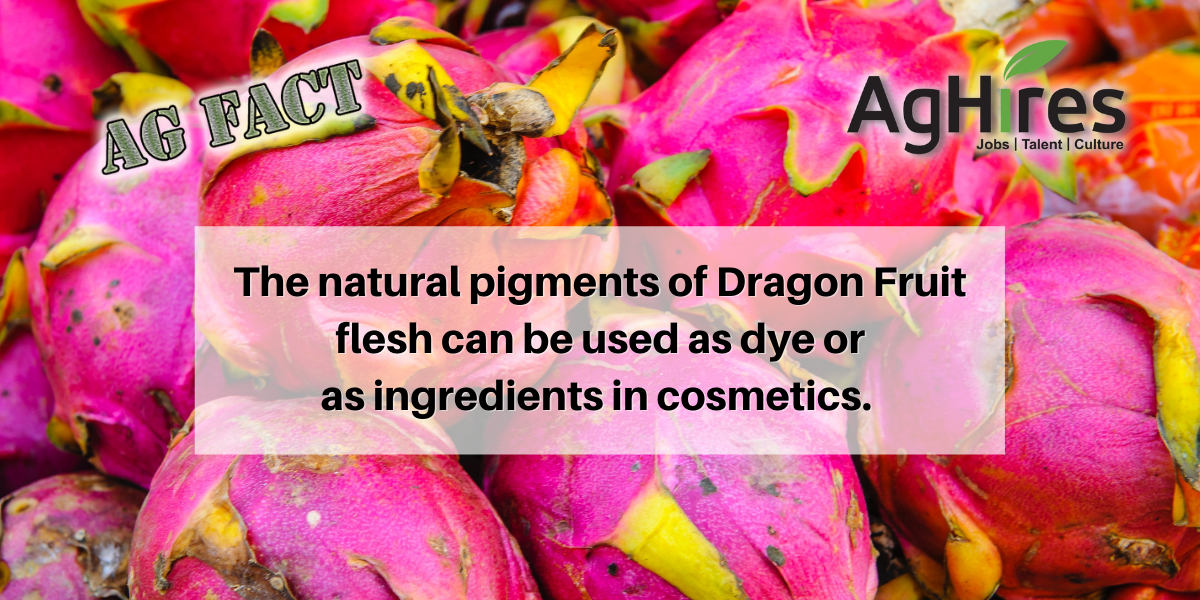 AG FACT
AgHires
Jobs | Talent | Culture
The natural pigments of Dragon Fruit
flesh can be used as dye or
as ingredients in cosmetics.